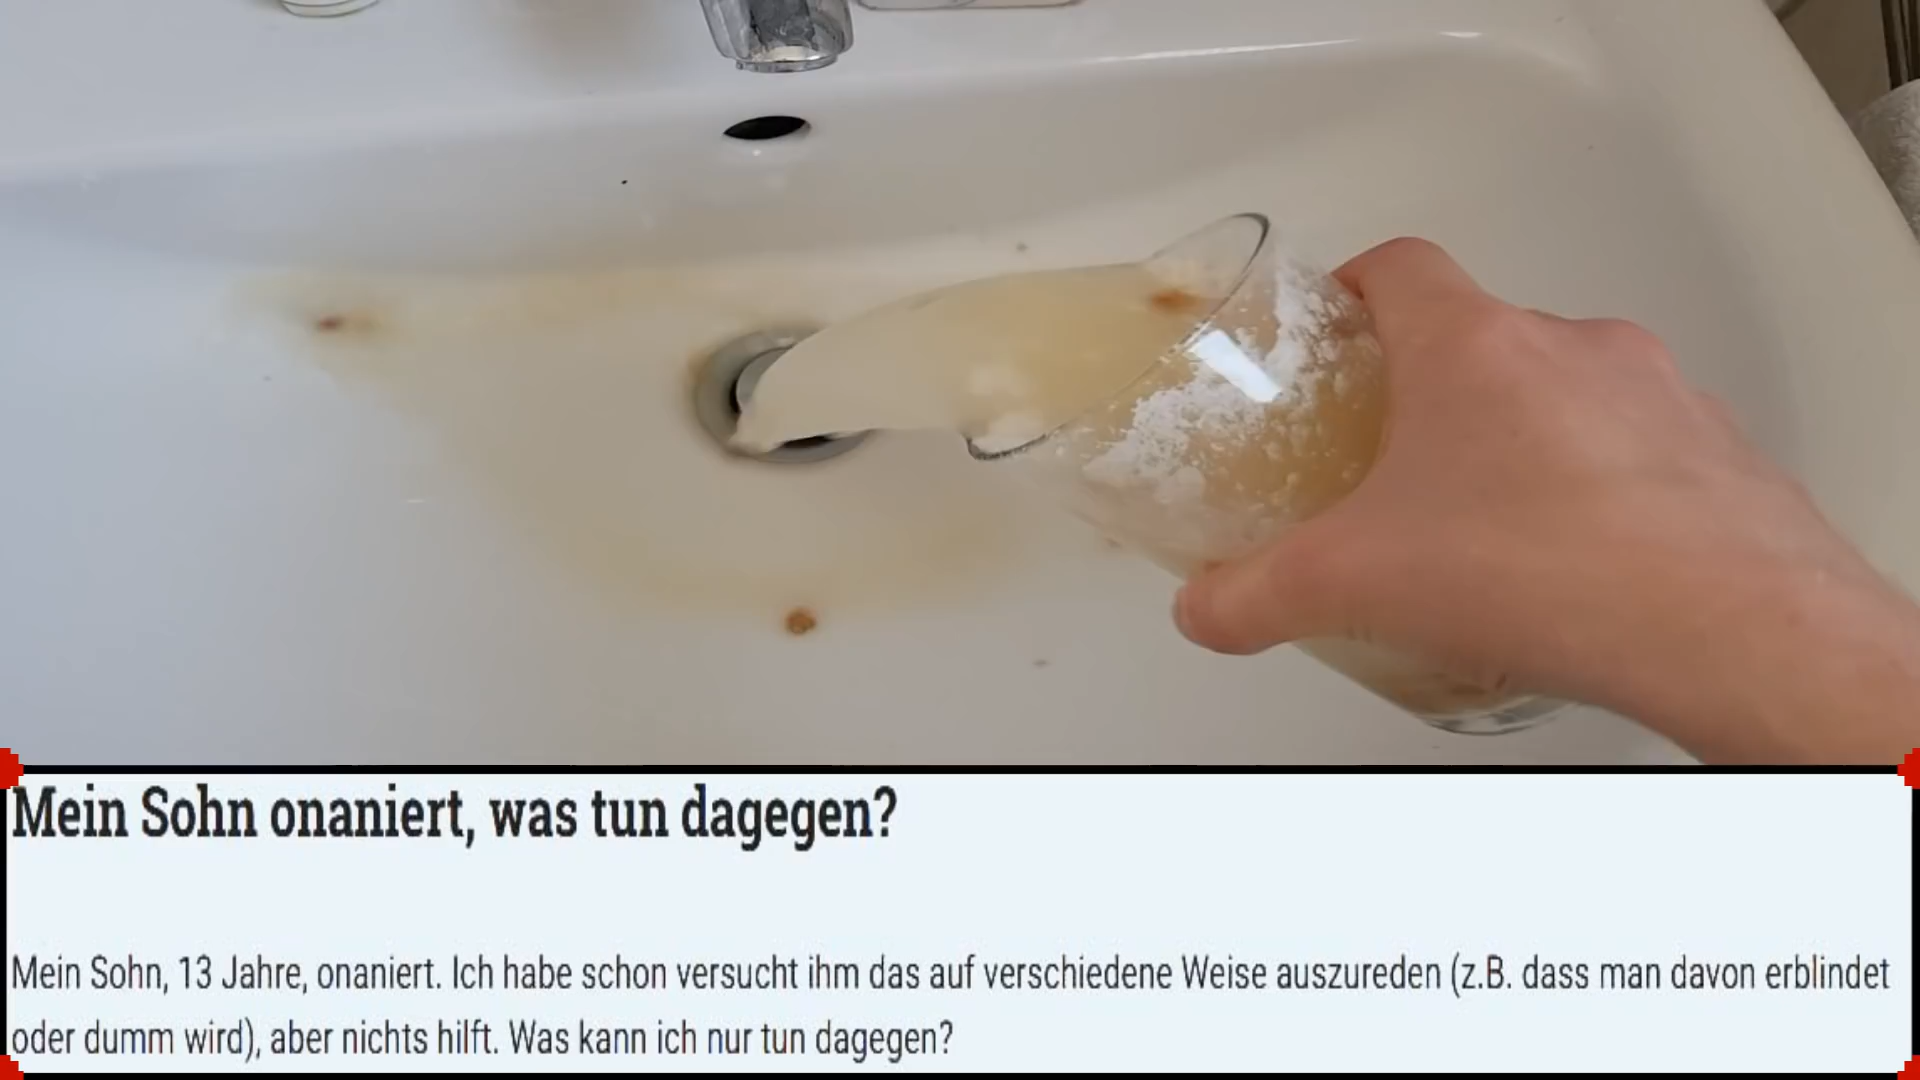 Mein Sohn onaniert, was tun dagegen?
Mein Sohn, 13 Jahre, onaniert. Ich habe schon versucht ihm das auf verschiedene Weise auszureden (z.B. dass man davon erblindet
oder dumm wird), aber nichts hilft. Was kann ich nur tun dagegen?